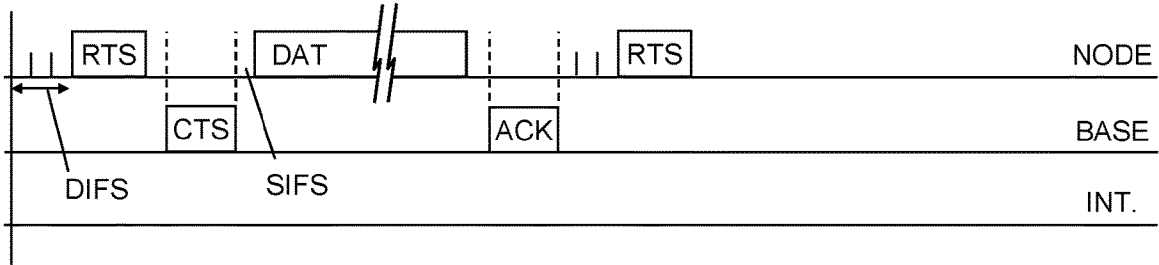 RTS DAT RTS NODE
CTS ACK BASE
DIFS SIFS INT.